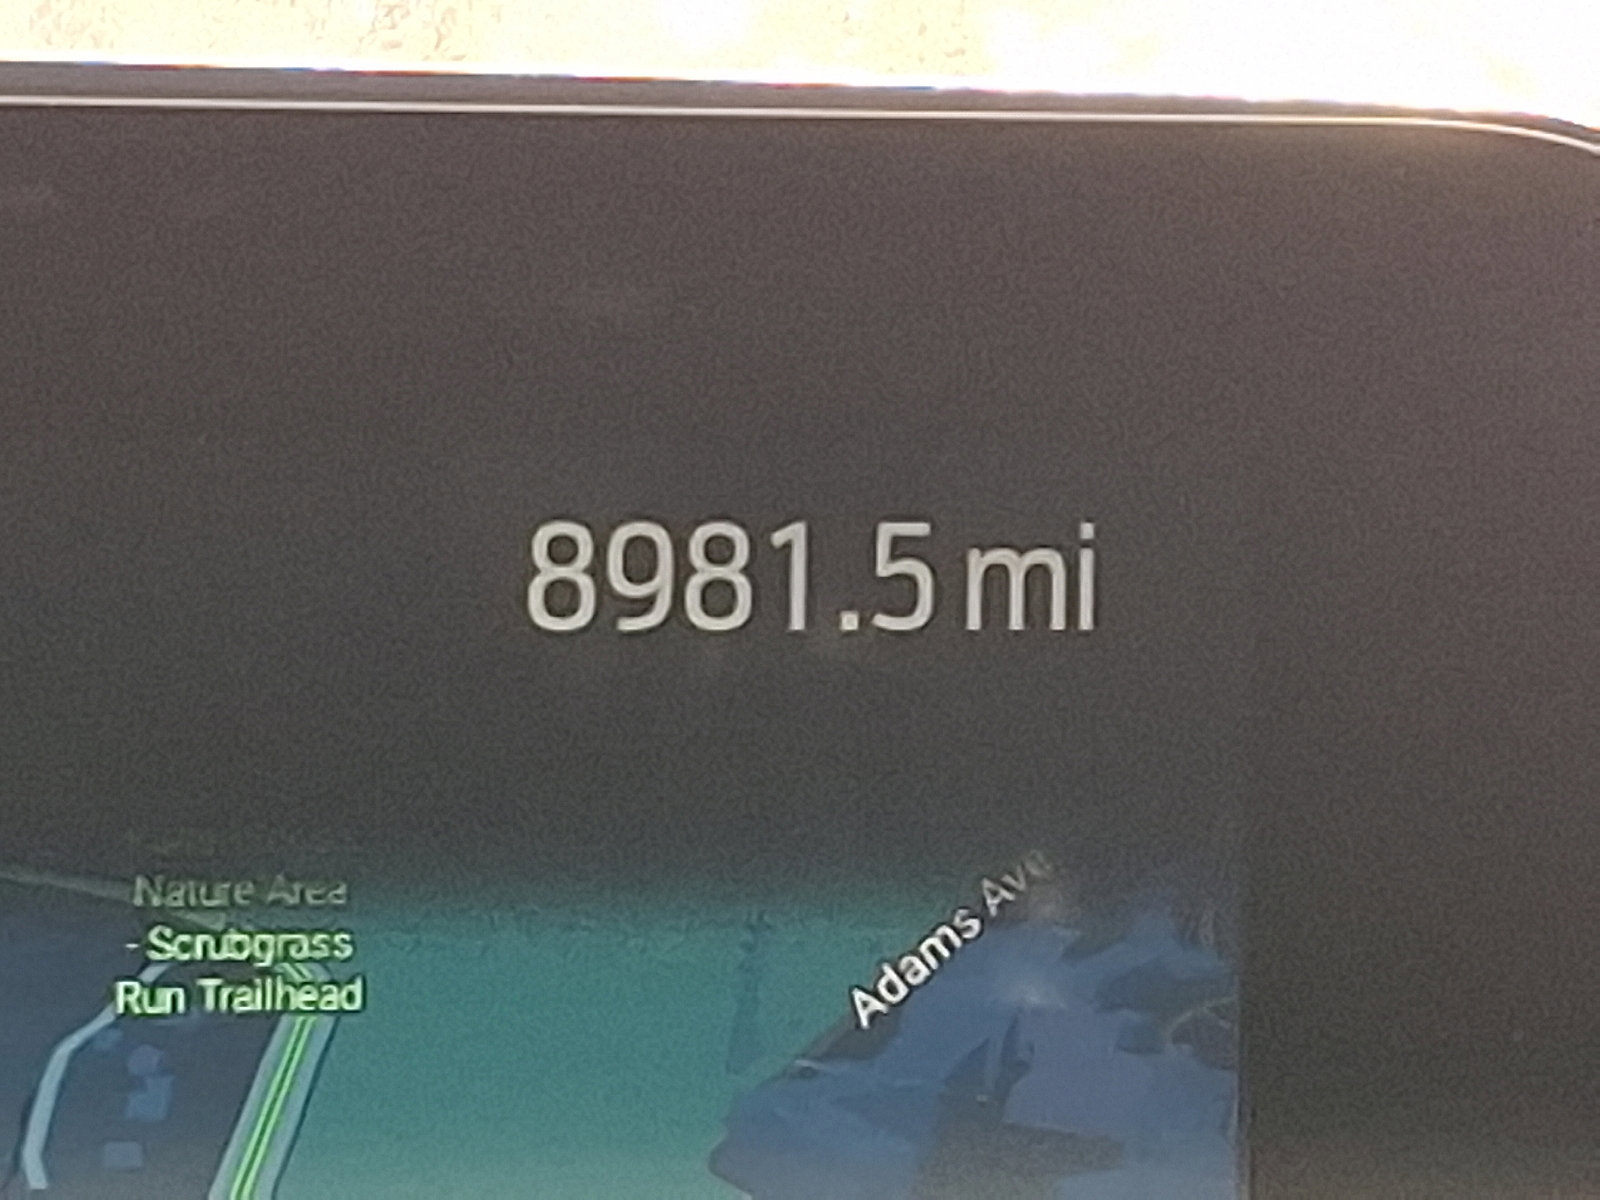 8981.5 mi
Nature Area
- Scrubgrass
Run Trailhead
Adams Ave